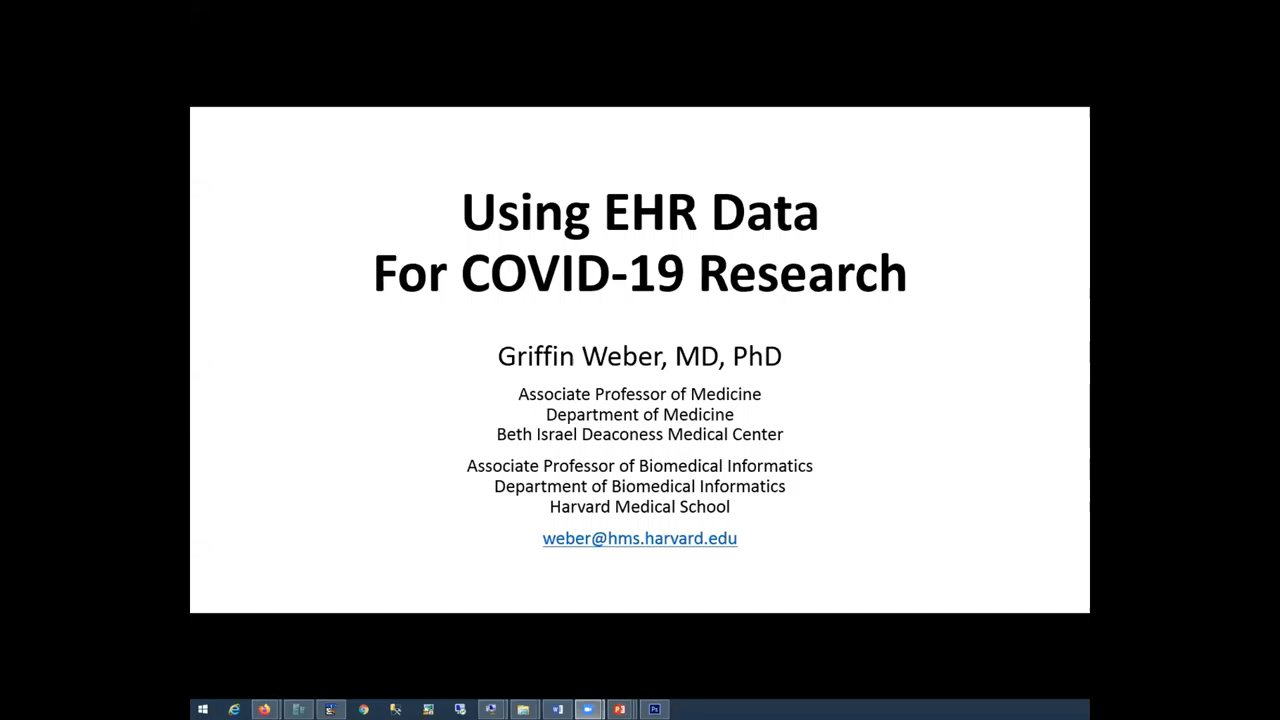 Using EHR Data
For COVID-19 Research
Griffin Weber, MD, PhD
Associate Professor of Medicine
Department of Medicine
Beth Israel Deaconess Medical Center
Associate Professor of Biomedical Informatics
Department of Biomedical Informatics
Harvard Medical School
weber@hms.harvard.edu